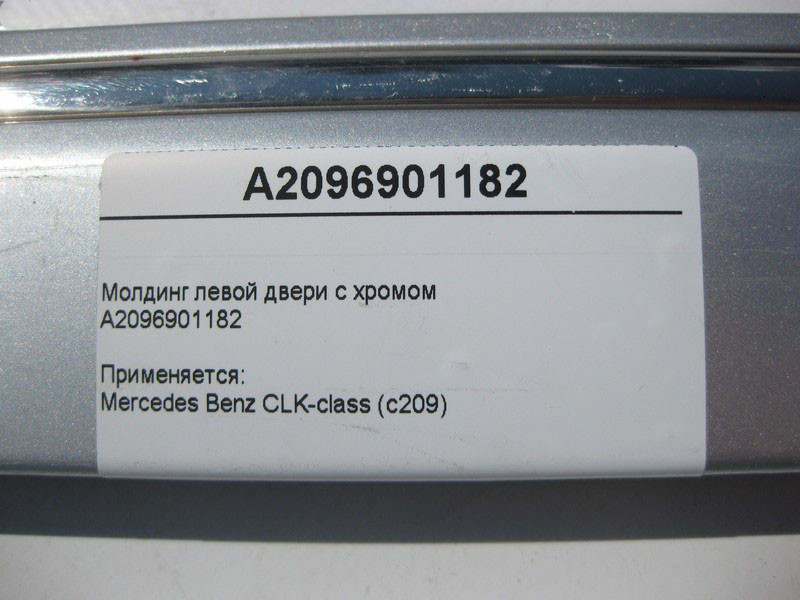 A2096901182
Молдинг левой двери с хромом
A2096901182
Применяется:
Mercedes Benz CLK-class (c209)